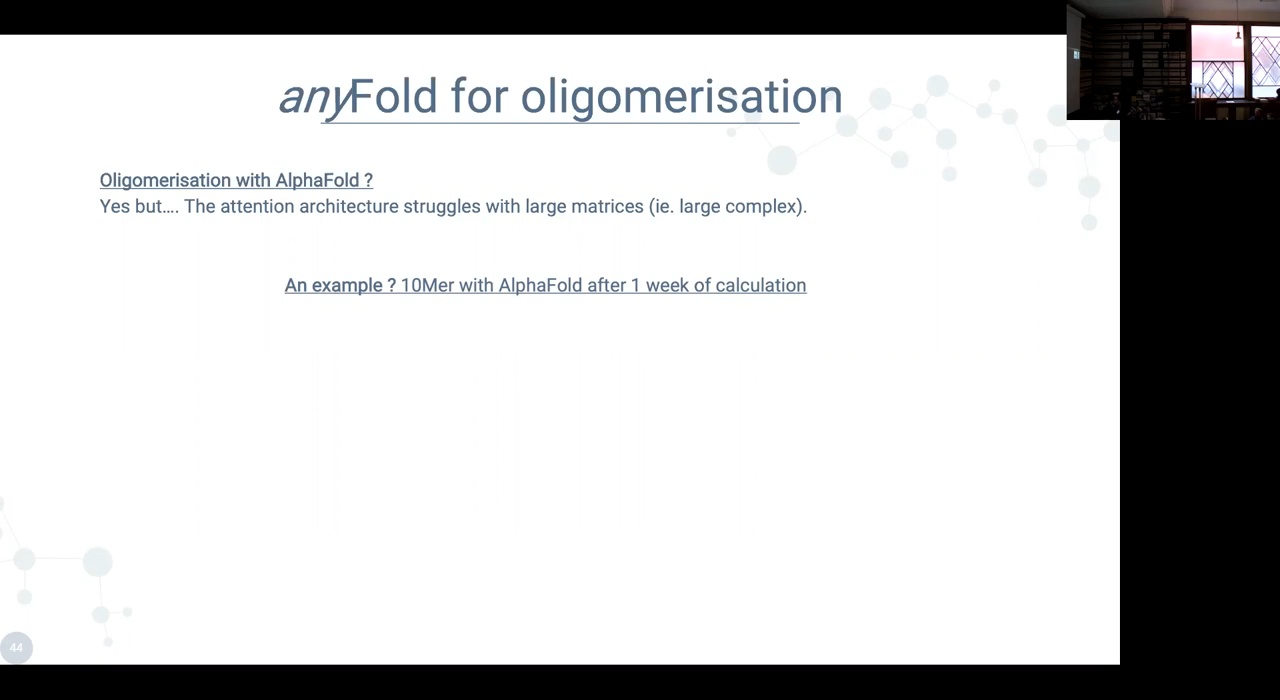 anyFold for oligomerisation
Oligomerisation with AlphaFold ?
Yes but.... The attention architecture struggles with large matrices (ie. large complex).
An example ? 10Mer with AlphaFold after 1 week of calculation
44